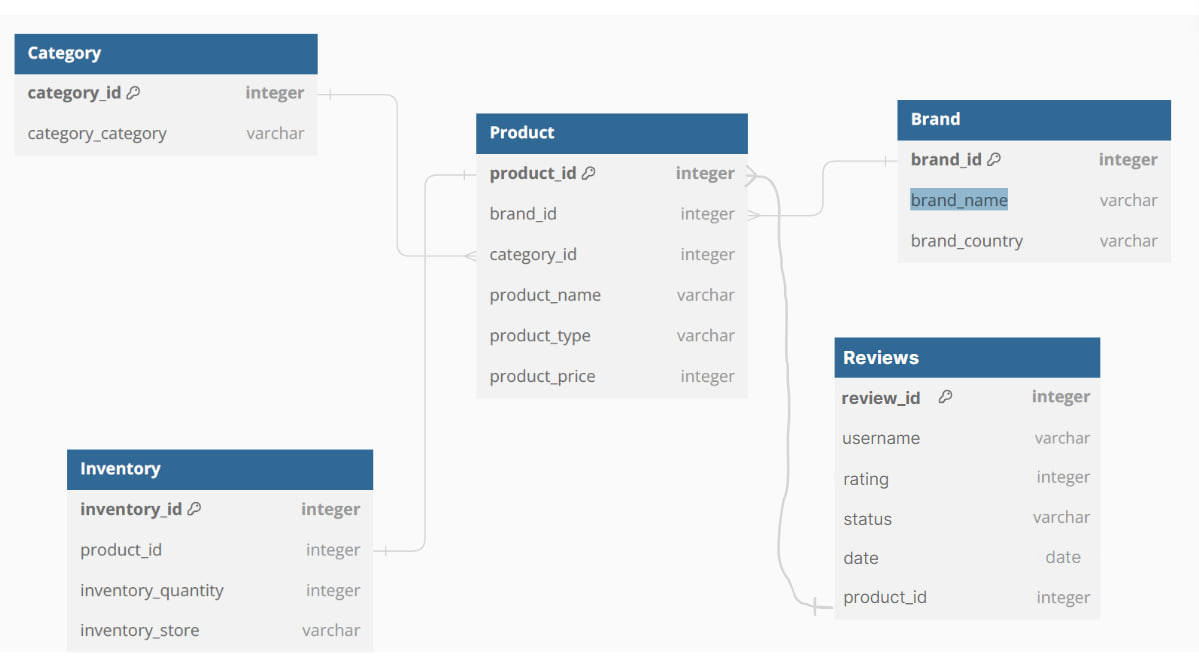 Category
category_id integer
category_category varchar
Product
product_id integer
brand_id integer
category_id integer
product_name varchar
product_type varchar
product_price integer
Brand
brand_id integer
brand_name varchar
brand_country varchar
Reviews
review_id integer
username varchar
rating integer
status varchar
date date
product_id integer
Inventory
inventory_id integer
product_id integer
inventory_quantity integer
inventory_store varchar